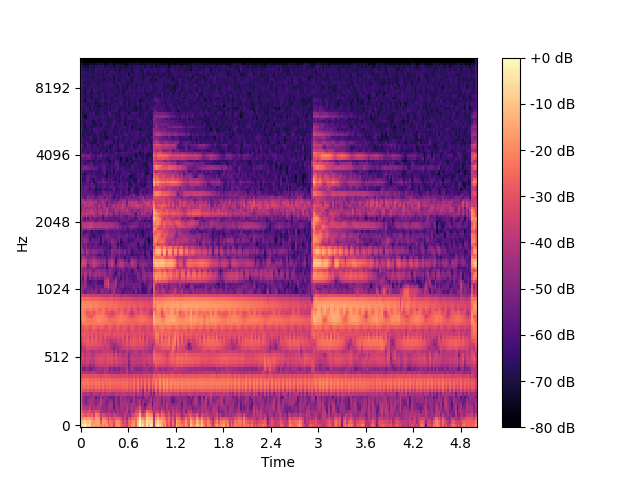 8192
4096
2048
1024
512
0
Hz
0 0.6 1.2 1.8 2.4 3 3.6 4.2 4.8
Time
+0 dB
-10 dB
-20 dB
-30 dB
-40 dB
-50 dB
-60 dB
-70 dB
-80 dB